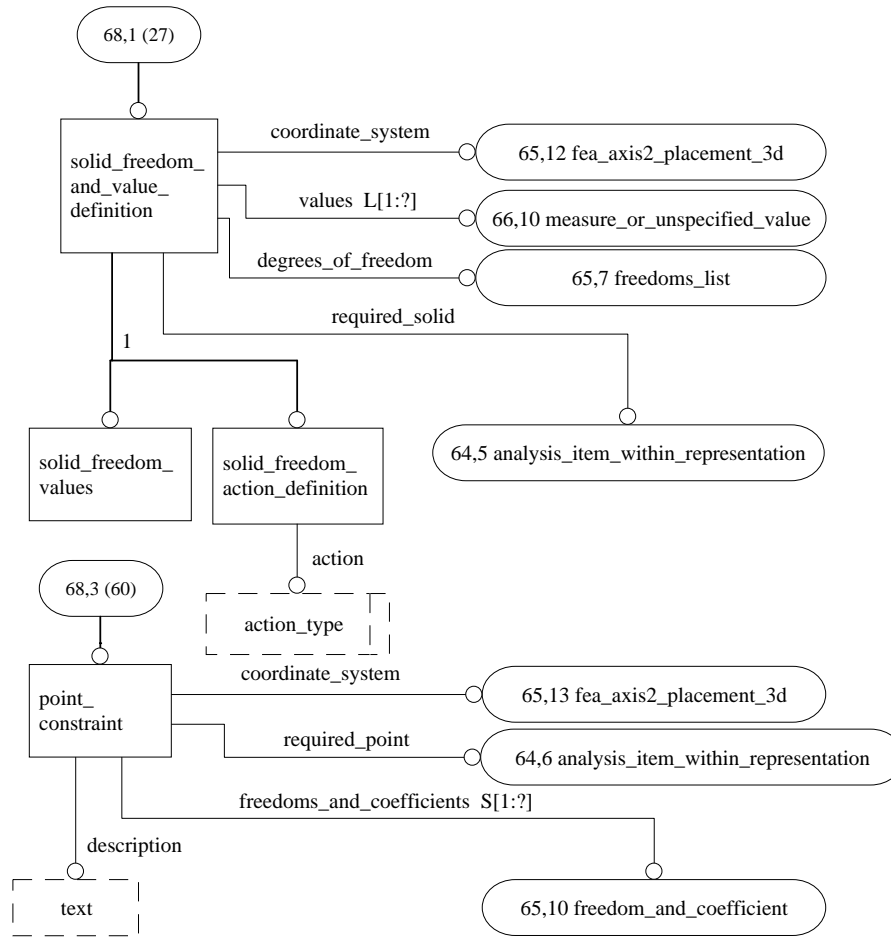 68,1 (27)
coordinate_system
solid_freedom_
and_value_
definition
65,12 fea_axis2_placement_3d
values L[1:?]
66,10 measure_or_unspecified_value
degrees_of_freedom
65,7 freedoms_list
required_solid
1
solid_freedom_
values
solid_freedom_
action_definition
64,5 analysis_item_within_representation
action
68,3 (60)
action_type
coordinate_system
point_
constraint
65,13 fea_axis2_placement_3d
required_point
64,6 analysis_item_within_representation
freedoms_and_coefficients S[1:?]
description
text
65,10 freedom_and_coefficient